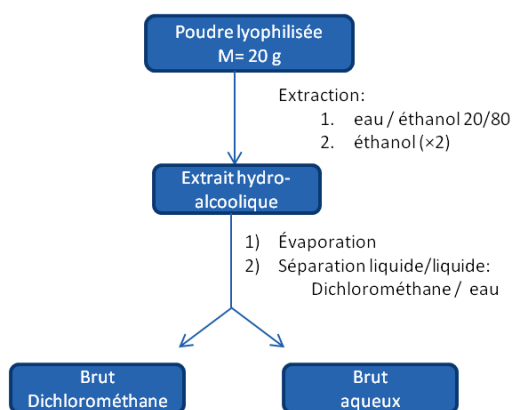 Poudre lyophilisée
M= 20 g
Extraction:
1. eau / éthanol 20/80
2. éthanol (×2)
Extrait hydro-
alcoolique
1) Évaporation
2) Séparation liquide/liquide:
Dichlorométhane / eau
Brut
Dichlorométhane
Brut
aqueux